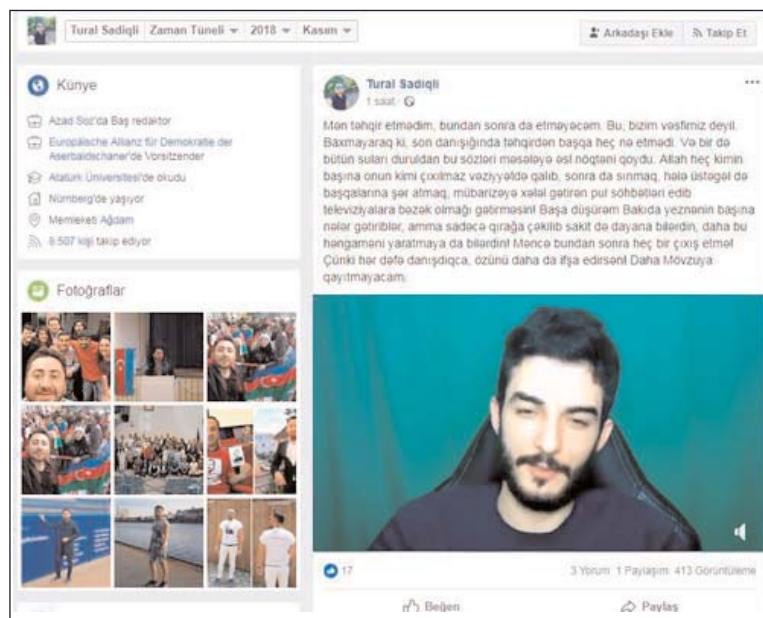 Tural Sadiqli Zaman Tüneli 2018 Kasım
Arkadaşı Ekle Takip Et
Künye
Azad Soz'da Baş redaktor
Europäische Allianz für Demokratie der
Aserbaidschaner'de Vorsitzender
Atatürk Üniversitesi'de okudu
Nürnberg'de yaşıyor
Memleketi Ağdam
8.507 kişi takip ediyor
Fotoğraflar
Tural Sadiqli
1 saat
Mən təhqir etmədim, bundan sonra da etməyəcəm. Bu, bizim vəsfimiz deyil.
Baxmayaraq ki, son danışığında təhqirdən başqa heç nə etmədi. Və bir də
bütün suları duruldan bu sözləri məsələyə əsl nöqtəni qoydu. Allah heç kimin
başına onun kimi çıxılmaz vəziyyətdə qalıb, sonra da sınmaq, hələ üstəgəl də
başqalarına şər atmaq, mübarizəyə xələl gətirən pul söhbətləri edib
televiziyalara bəzək olmağı gətirməsin! Başa düşürəm Bakıda yeznənin başına
nələr gətiriblər, amma sadəcə qırağa çəkilib sakit də dayana bilərdin, daha bu
həngaməni yaratmaya da bilərdin! Məncə bundan sonra heç bir çıxış etmə!
Çünki hər dəfə danışdıqca, özünü daha da ifşa edirsən! Daha Mövzuya
qayıtmayacam.
17
3 Yorum 1 Paylaşım 413 Görüntüleme
Beğen Paylaş